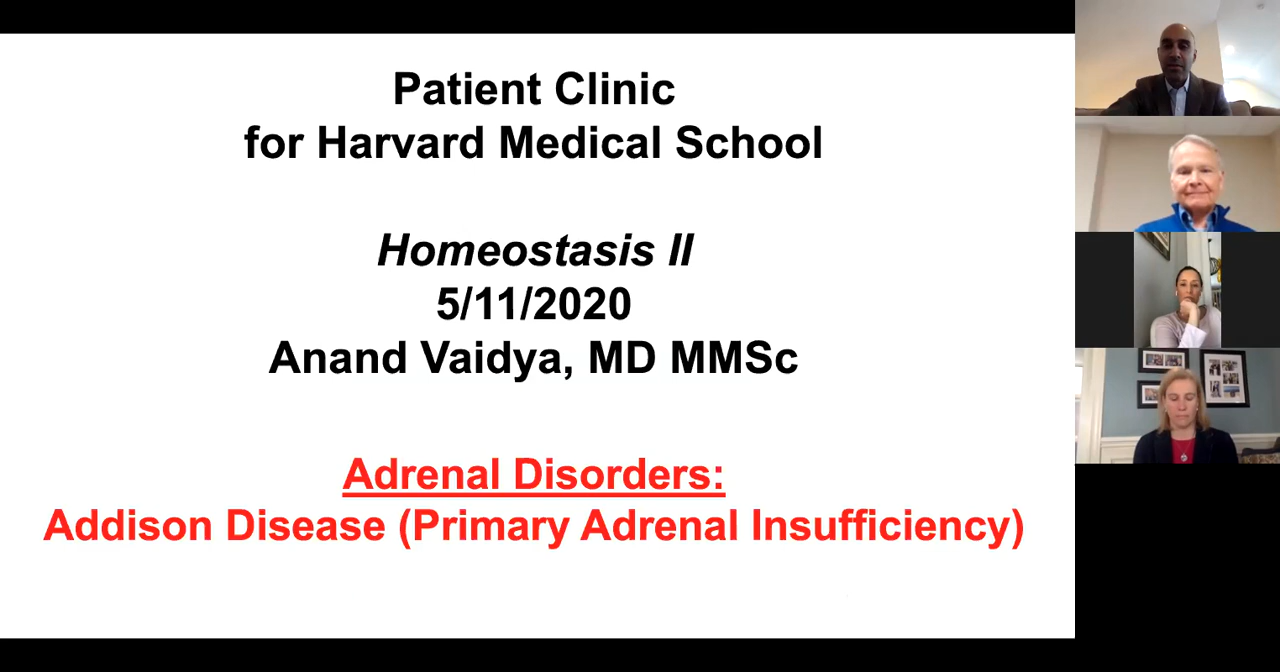 Patient Clinic
for Harvard Medical School
Homeostasis II
5/11/2020
Anand Vaidya, MD MMSc
Adrenal Disorders:
Addison Disease (Primary Adrenal Insufficiency)